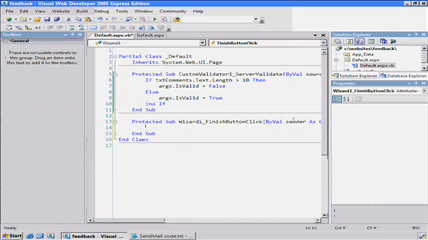 feedback - Visual Web Developer 2005 Express Edition
File Edit View Website Build Debug Tools Window Community Help
Toolbox
General
There are no usable controls in this group. Drag an item onto this text to add it to the toolbox.
Default.aspx.vb* Default.aspx
Wizard1 FinishButtonClick
1
Partial Class _Default
Inherits System.Web.UI.Page
Protected Sub CustomValidator1_ServerValidate(ByVal sour
If txtComments.Text.Length > 10 Then
args.IsValid = False
Else
args.IsValid = True
End If
End Sub
Protected Sub Wizard1_FinishButtonClick(ByVal sender As O
End Sub
End Class
Solution Explorer
Default.aspx.vb
Solution Explorer Database Explorer
Properties
Wizard1_FinishButtonClick Attributes
start feedback - Visual Web... SendMail code.txt - ...